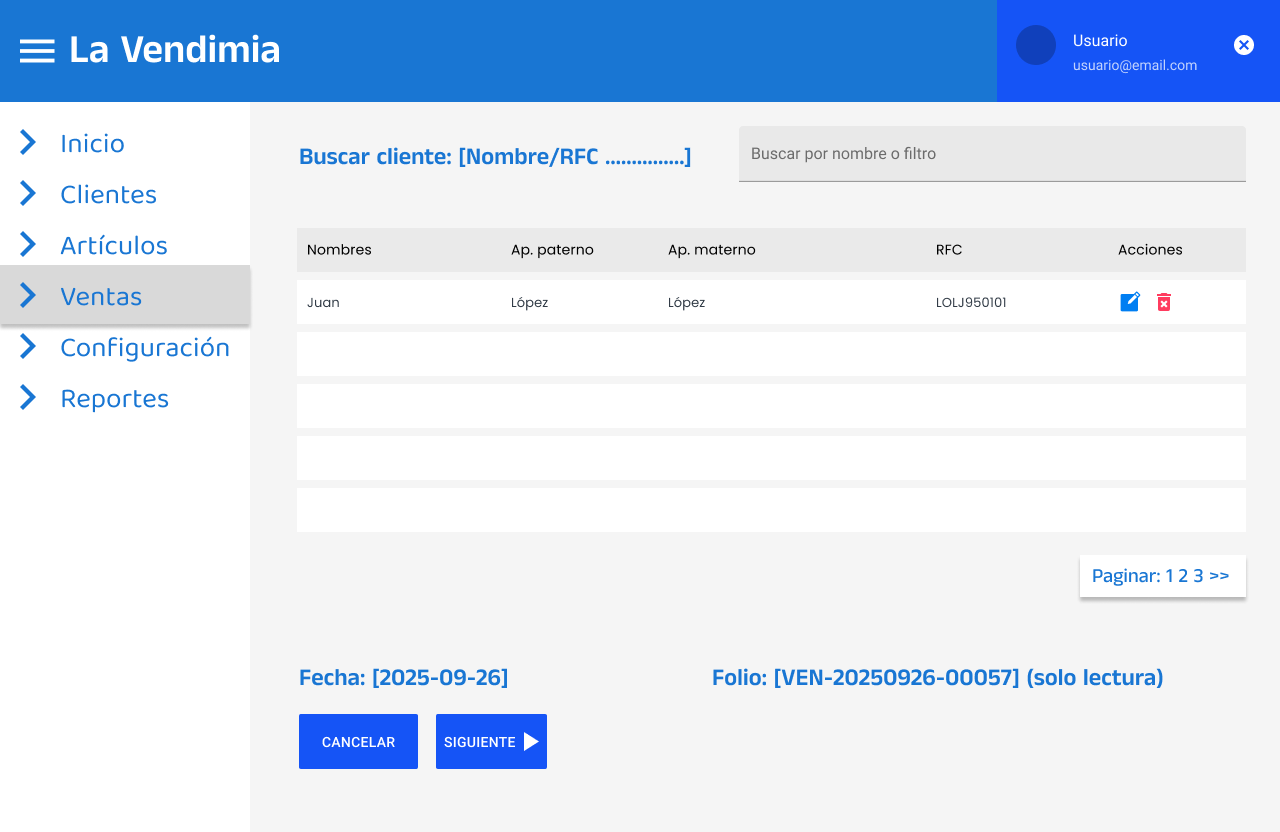 La Vendimia
Usuario
usuario@email.com
Inicio
Clientes
Artículos
Ventas
Configuración
Reportes
Buscar cliente: [Nombre/RFC ...............]
Buscar por nombre o filtro
Nombres Ap. paterno Ap. materno RFC Acciones
Juan López López LOLJ950101
Paginar: 1 2 3 >>
Fecha: [2025-09-26] Folio: [VEN-20250926-00057] (solo lectura)
CANCELAR SIGUIENTE